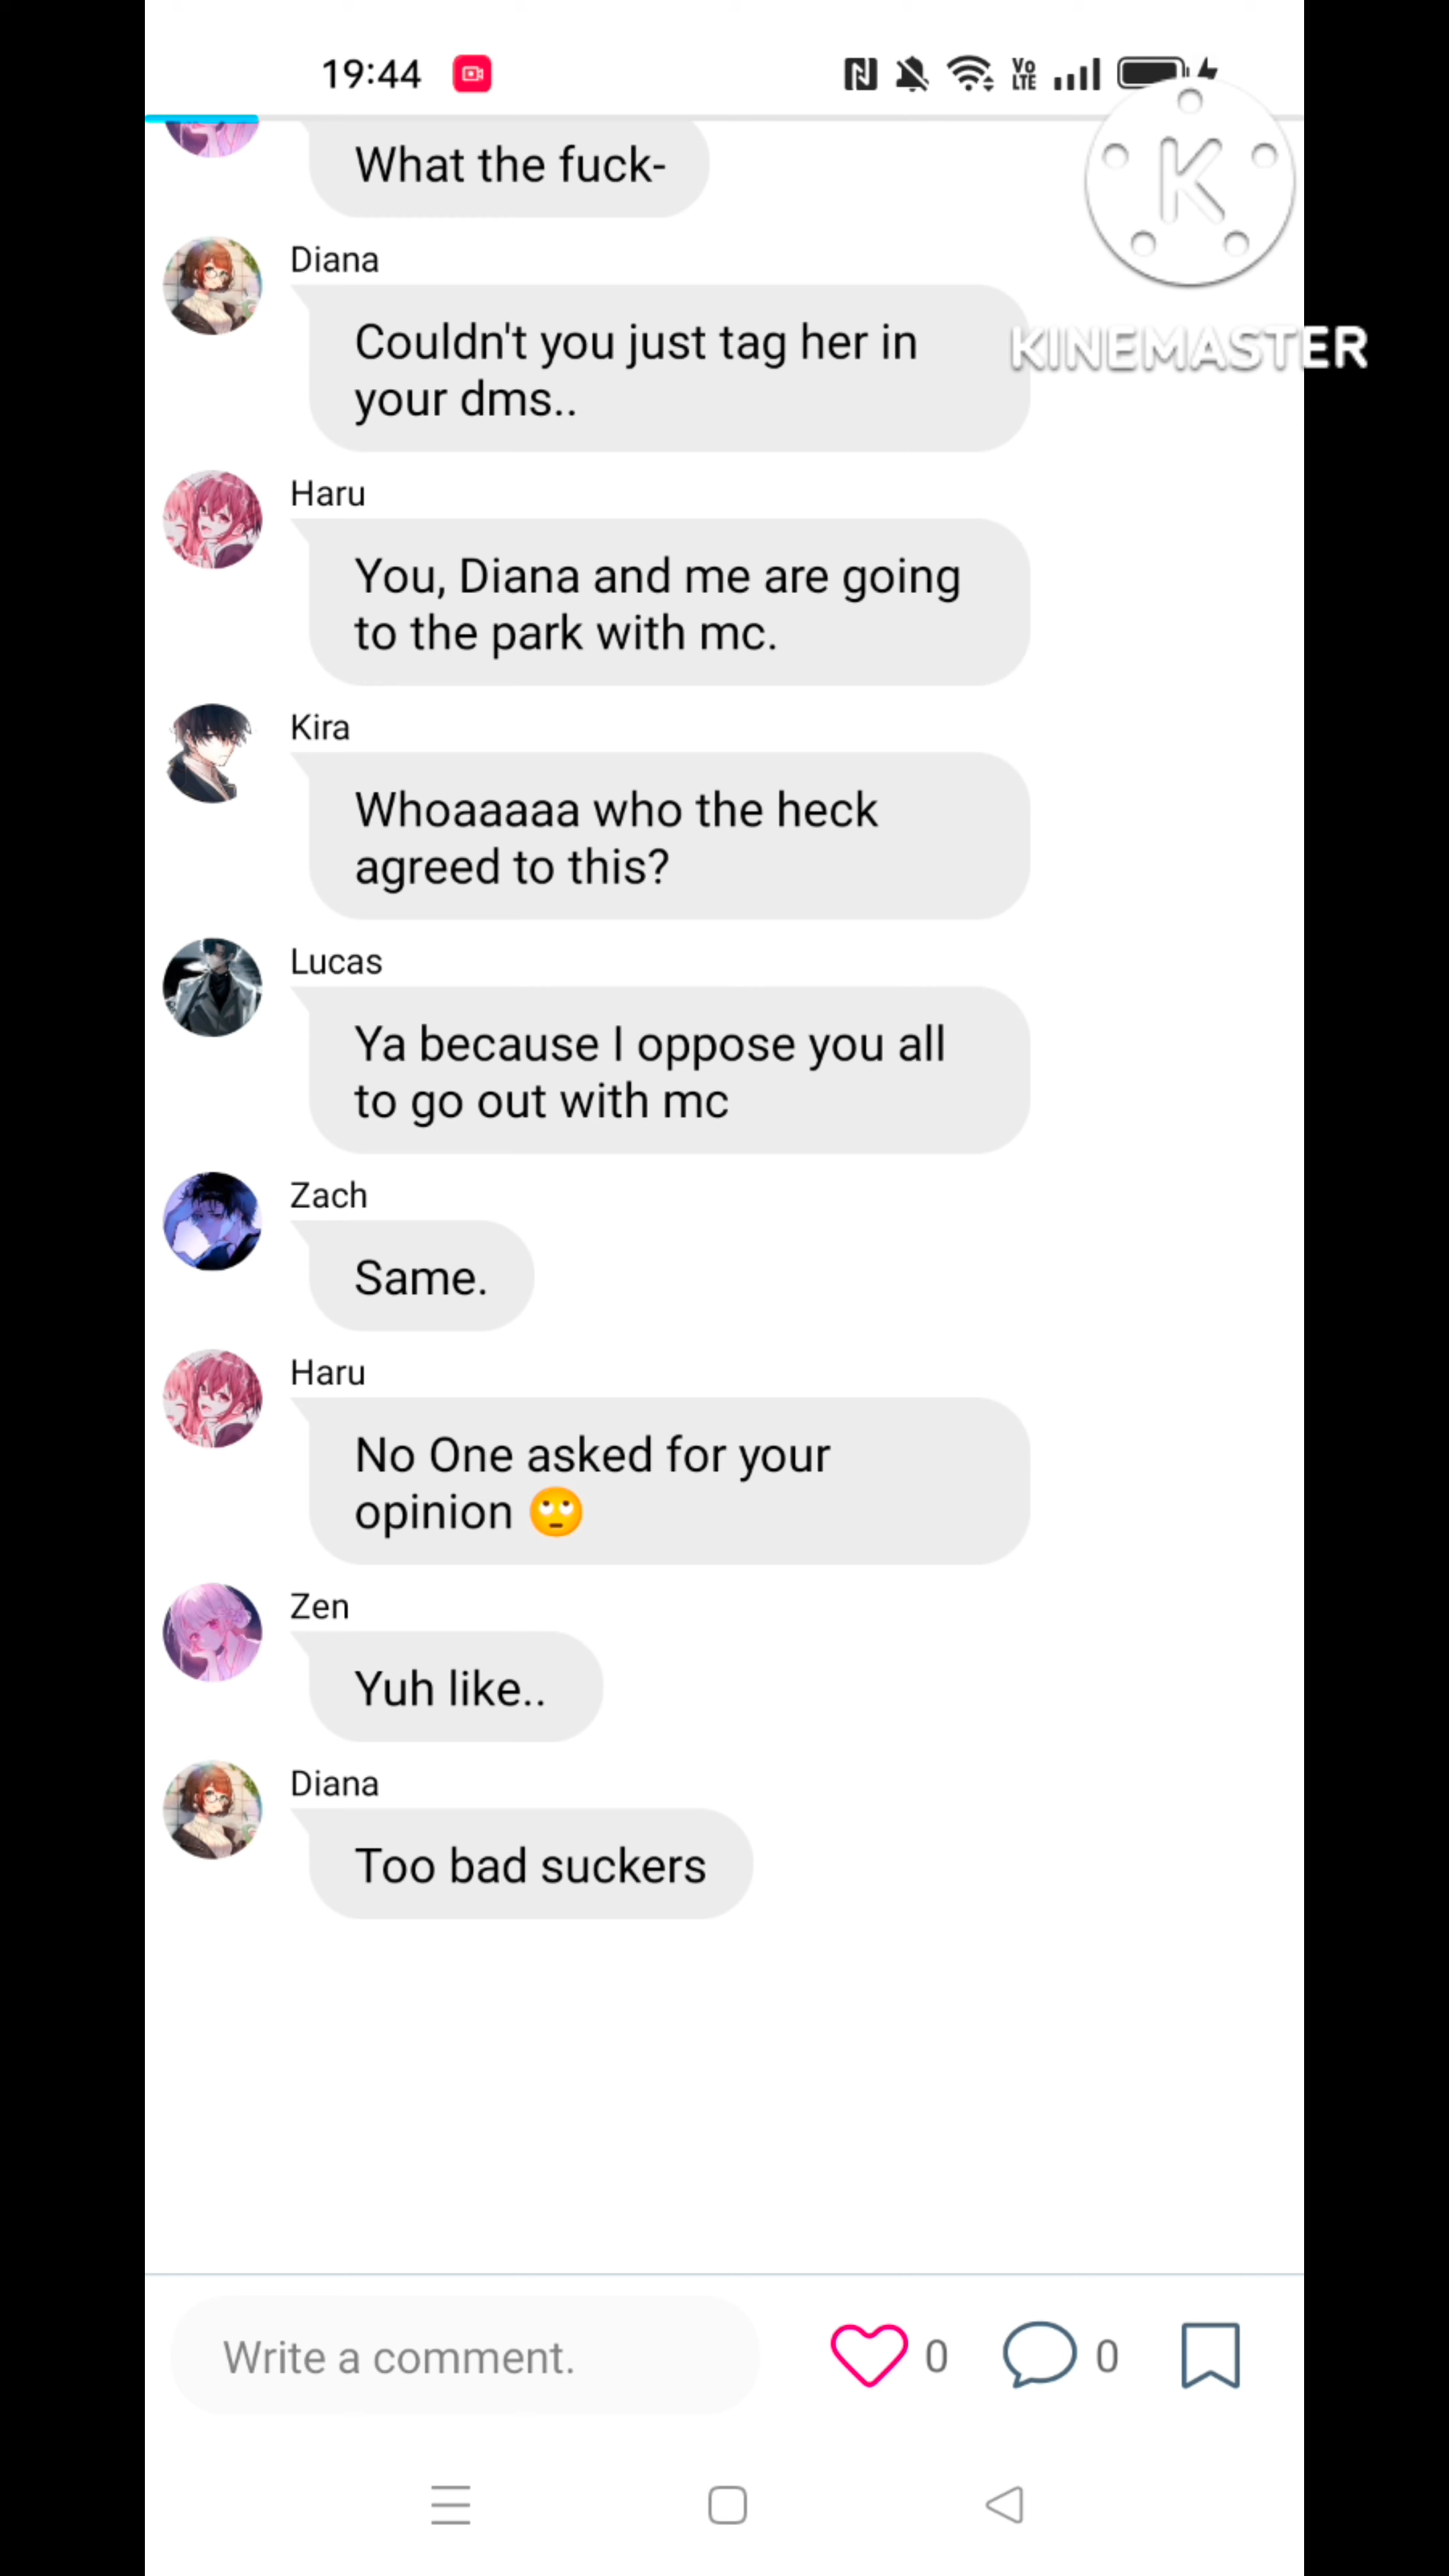 19:44
Vo
LTE
What the fuck-
Diana
Couldn't you just tag her in
your dms..
K
KINEMASTER
Haru
You, Diana and me are going
to the park with mc.
Kira
Whoaaaaa who the heck
agreed to this?
Lucas
Ya because I oppose you all
to go out with mc
Zach
Same.
Haru
No One asked for your
opinion 🙄
Zen
Yuh like..
Diana
Too bad suckers
Write a comment.
0
0